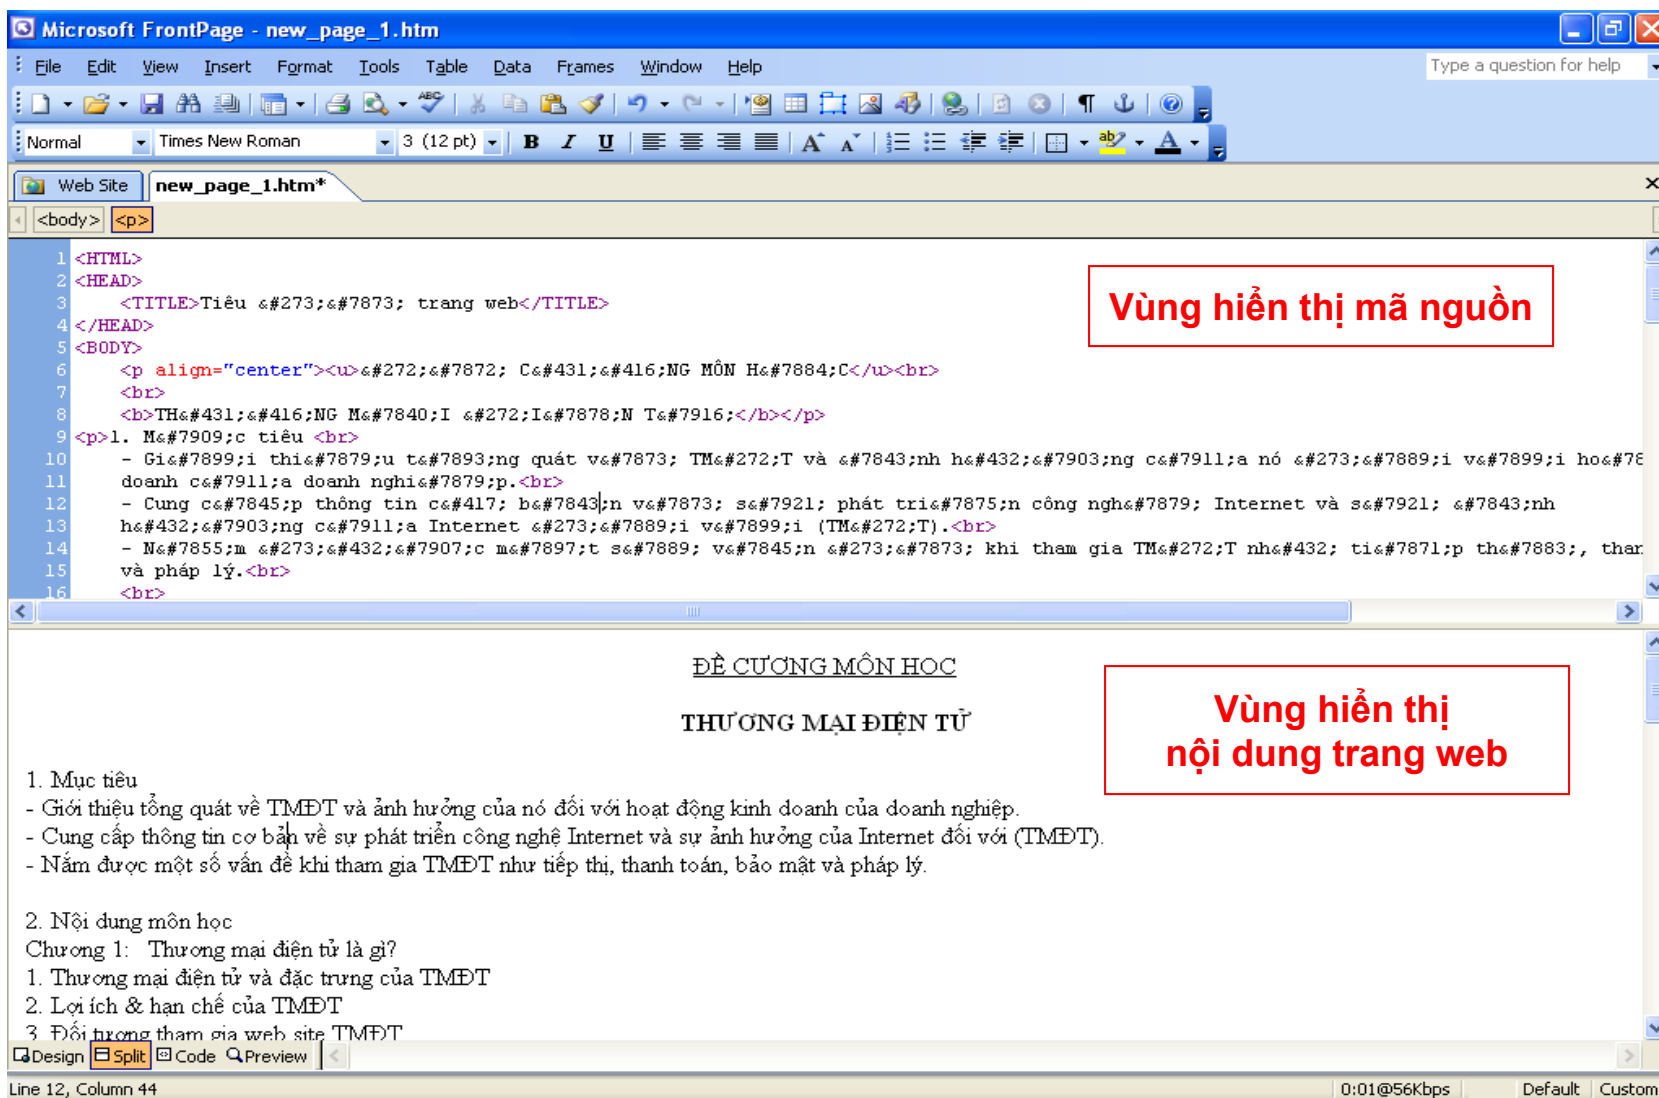 Microsoft FrontPage - new_page_1.htm
File Edit View Insert Format Tools Table Data Frames Window Help Type a question for help
Normal Times New Roman 3 (12 pt) B I U
Web Site new_page_1.htm*
<body> <p>
1 <HTML>
2 <HEAD>
3 <TITLE>Tiêu &#273;&#7873; trang web</TITLE>
4 </HEAD>
5 <BODY>
6 <p align="center"><u>&#272;&#7872; C&#431;&#416;NG MÔN H&#7884;C</u><br>
7 <br>
8 <b>TH&#431;&#416;NG M&#7840;I &#272;I&#7878;N T&#7916;</b></p>
9 <p>1. M&#7909;c tiêu <br>
10 - Gi&#7899;i thi&#7879;u t&#7893;ng quát v&#7873; TM&#272;T và &#7843;nh h&#432;&#7903;ng c&#7911;a nó &#273;&#7889;i v&#7899;i ho&#78
11 doanh c&#7911;a doanh nghi&#7879;p.<br>
12 - Cung c&#7845;p thông tin c&#417; b&#7843;n v&#7873; s&#7921; phát tri&#7875;n công ngh&#7879; Internet và s&#7921; &#7843;nh
13 h&#432;&#7903;ng c&#7911;a Internet &#273;&#7889;i v&#7899;i (TM&#272;T).<br>
14 - N&#7855;m &#273;&#432;&#7907;c m&#7897;t s&#7889; v&#7845;n &#273;&#7873; khi tham gia TM&#272;T nh&#432; ti&#7871;p th&#7883;, than
15 và pháp lý.<br>
16 <br>
Vùng hiển thị mã nguồn
ĐỀ CƯƠNG MÔN HỌC
THƯƠNG MẠI ĐIỆN TỬ
Vùng hiển thị
nội dung trang web
1. Mục tiêu
- Giới thiệu tổng quát về TMĐT và ảnh hưởng của nó đối với hoạt động kinh doanh của doanh nghiệp.
- Cung cấp thông tin cơ bản về sự phát triển công nghệ Internet và sự ảnh hưởng của Internet đối với (TMĐT).
- Nắm được một số vấn đề khi tham gia TMĐT như tiếp thị, thanh toán, bảo mật và pháp lý.
2. Nội dung môn học
Chương 1: Thương mại điện tử là gì?
1. Thương mại điện tử và đặc trưng của TMĐT
2. Lợi ích & hạn chế của TMĐT
3. Đối tượng tham gia web site TMĐT
Design Split Code Preview
Line 12, Column 44 0:01@56Kbps Default Custom